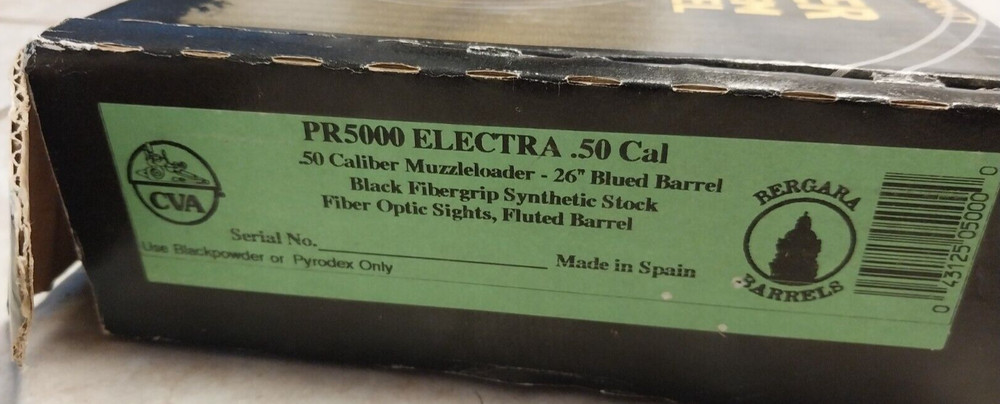 PR5000 ELECTRA .50 Cal
.50 Caliber Muzzleloader - 26" Blued Barrel
Black Fibergrip Synthetic Stock
Fiber Optic Sights, Fluted Barrel
CVA
Serial No.
Made in Spain
Use Blackpowder or Pyrodex Only
BERGARA
BARRELS
0 43125 05000 0